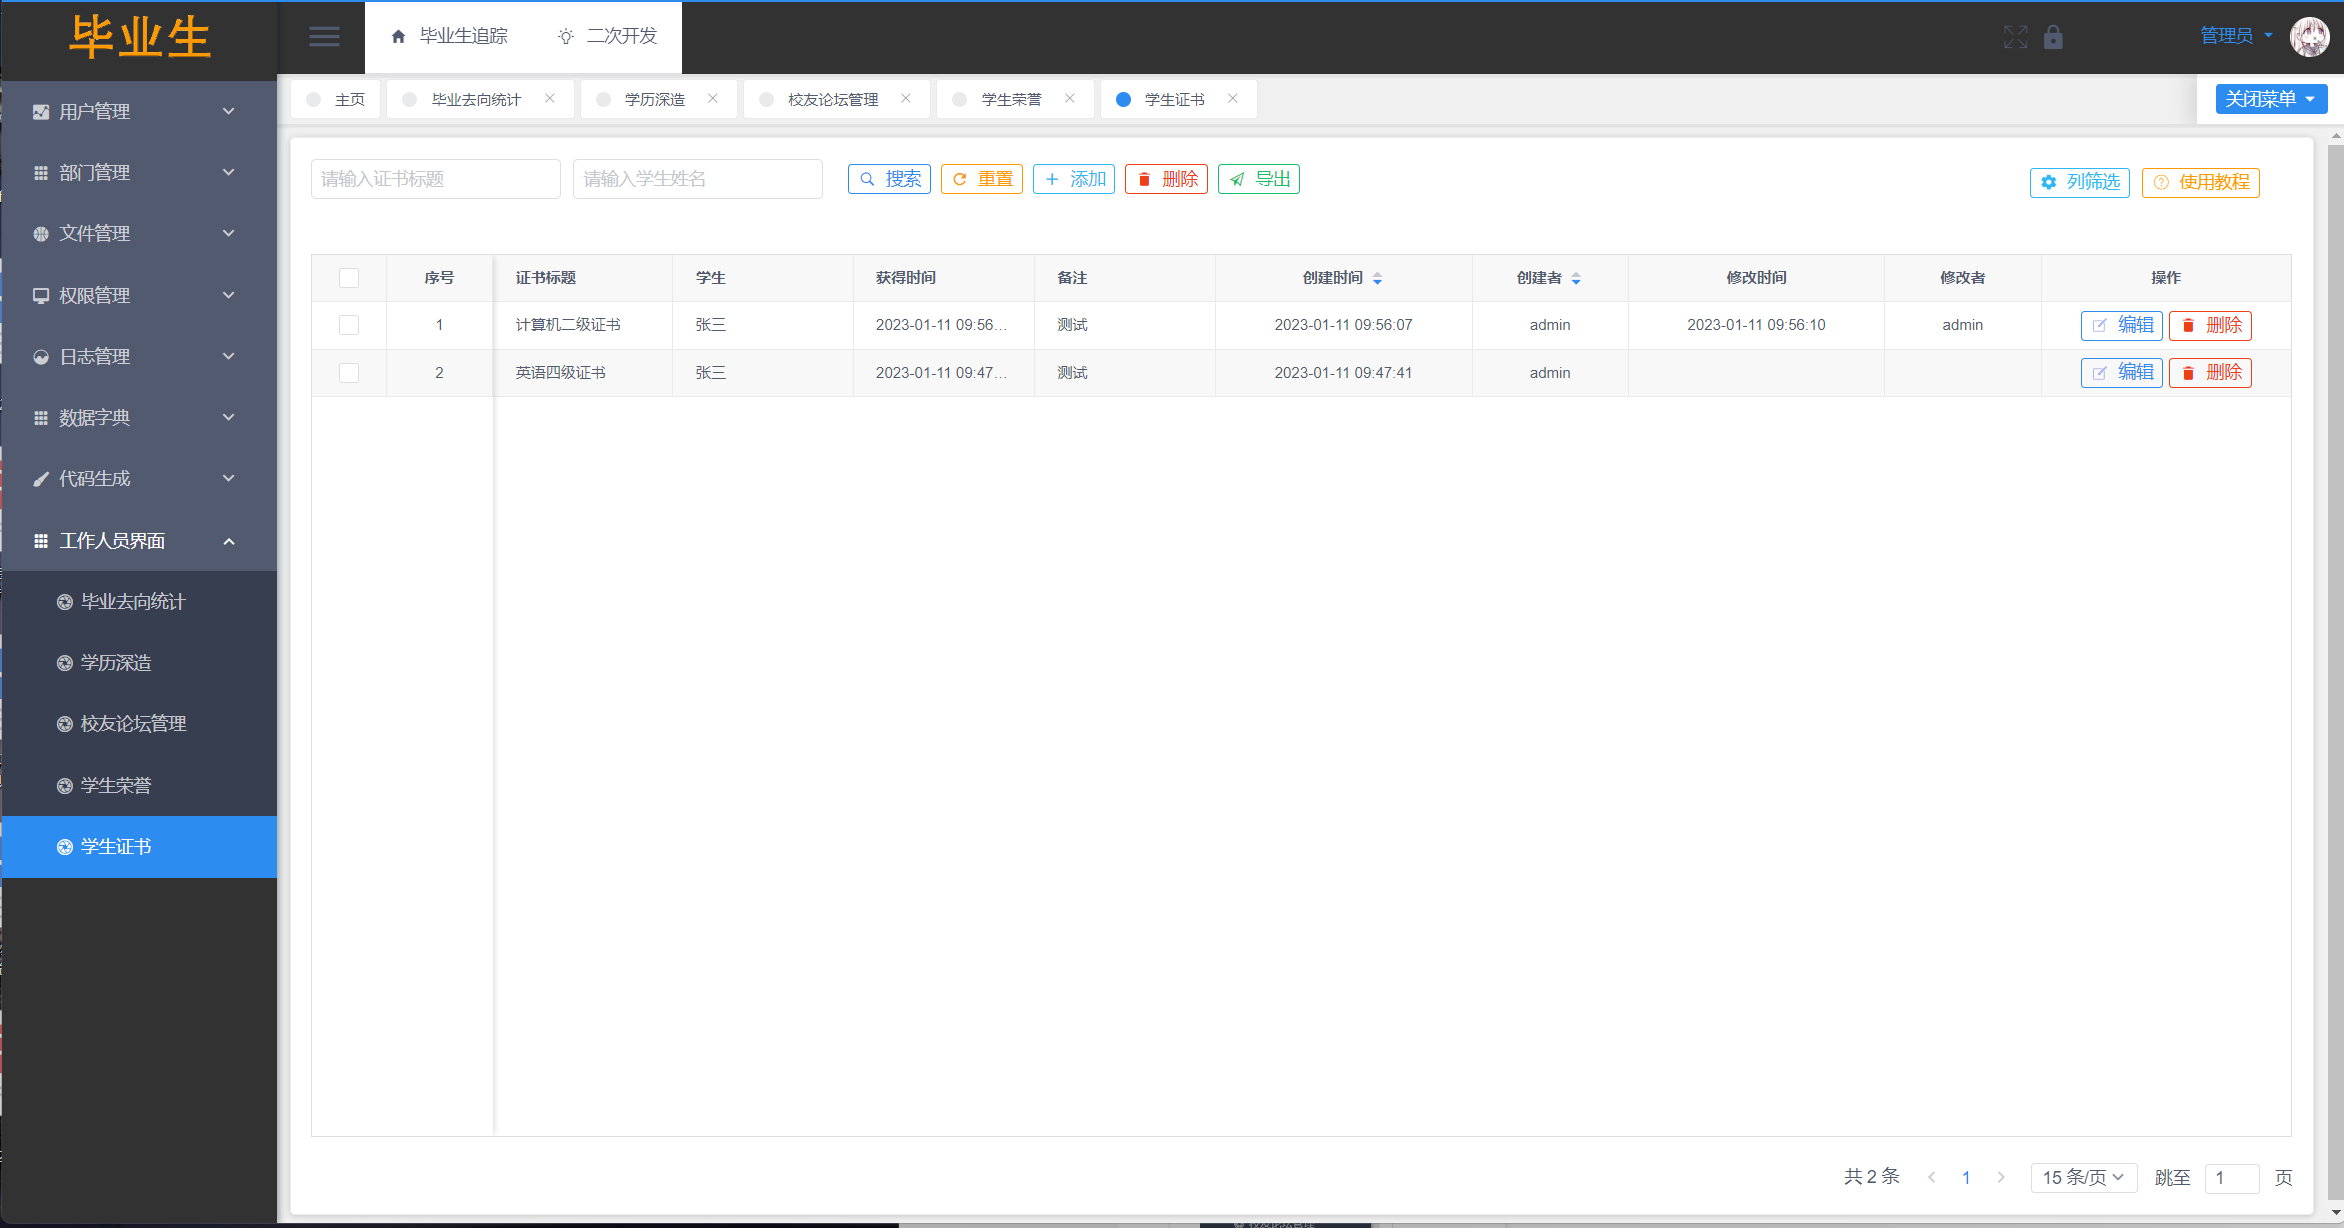 毕业生
毕业生追踪
二次开发
管理员
主页
毕业去向统计
学历深造
校友论坛管理
学生荣誉
学生证书
关闭菜单
用户管理
部门管理
文件管理
权限管理
日志管理
数据字典
代码生成
工作人员界面
毕业去向统计
学历深造
校友论坛管理
学生荣誉
学生证书
请输入证书标题 请输入学生姓名 搜索 重置 添加 删除 导出 列筛选 使用教程
序号 证书标题 学生 获得时间 备注 创建时间 创建者 修改时间 修改者 操作
1 计算机二级证书 张三 2023-01-11 09:56... 测试 2023-01-11 09:56:07 admin 2023-01-11 09:56:10 admin 编辑 删除
2 英语四级证书 张三 2023-01-11 09:47... 测试 2023-01-11 09:47:41 admin 编辑 删除
共 2 条 1 15 条/页 跳至 1 页